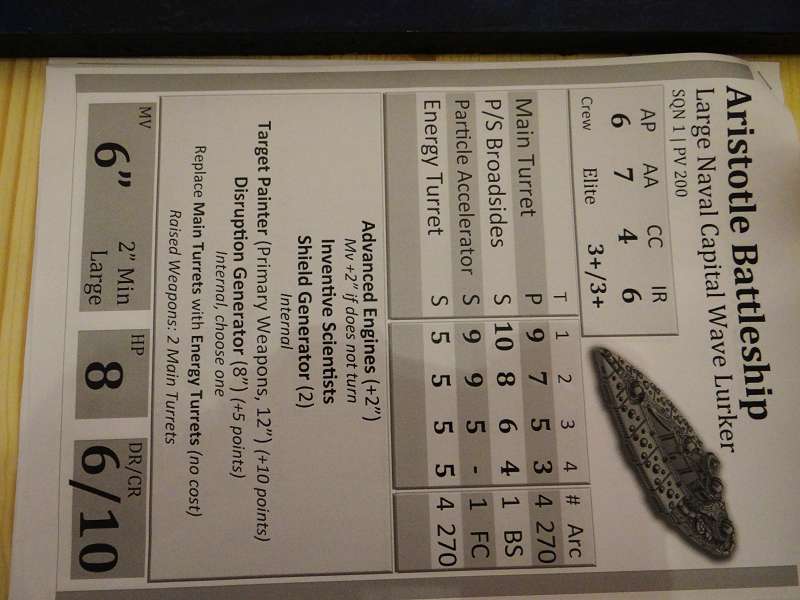 Aristotle Battleship
Large Naval Capital Wave Lurker
SQN 1 | PV 200
AP AA CC IR
6 7 4 6
Crew Elite 3+/3+
T 1 2 3 4 # Arc
Main Turret P 9 7 5 3 4 270
P/S Broadsides S 10 8 6 4 1 BS
Particle Accelerator S 9 9 5 - 1 FC
Energy Turret S 5 5 5 5 4 270
Advanced Engines (+2”)
Mv +2” if does not turn
Inventive Scientists
Shield Generator (2)
Internal
Target Painter (Primary Weapons, 12”) (+10 points)
Disruption Generator (8”) (+5 points)
Internal, choose one
Replace Main Turrets with Energy Turrets (no cost)
Raised Weapons: 2 Main Turrets
MV 6” 2” Min Large
HP 8
DR/CR 6/10